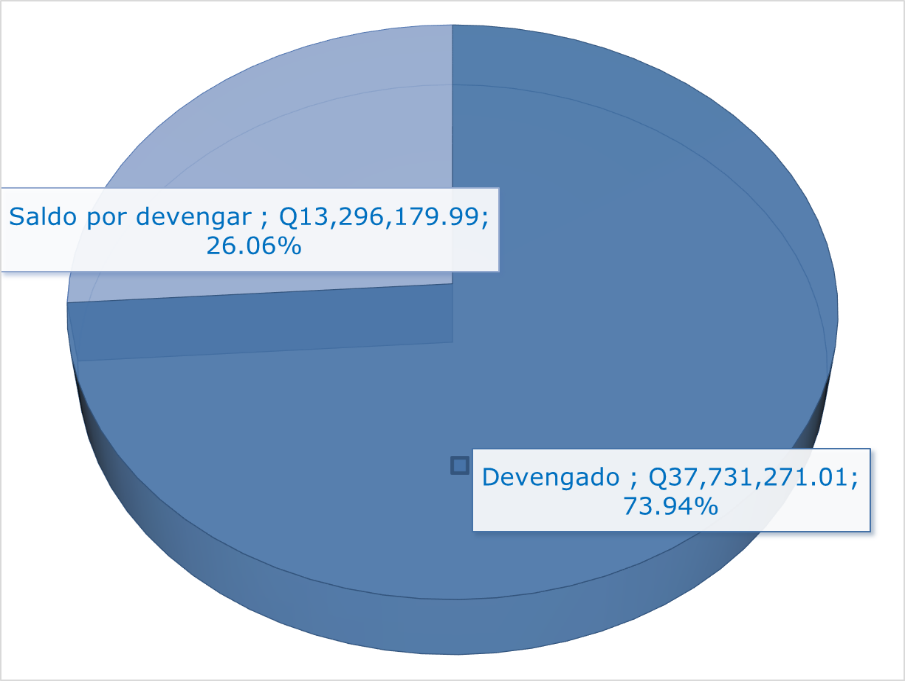 Saldo por devengar ; Q13,296,179.99;
26.06%
Devengado ; Q37,731,271.01;
73.94%